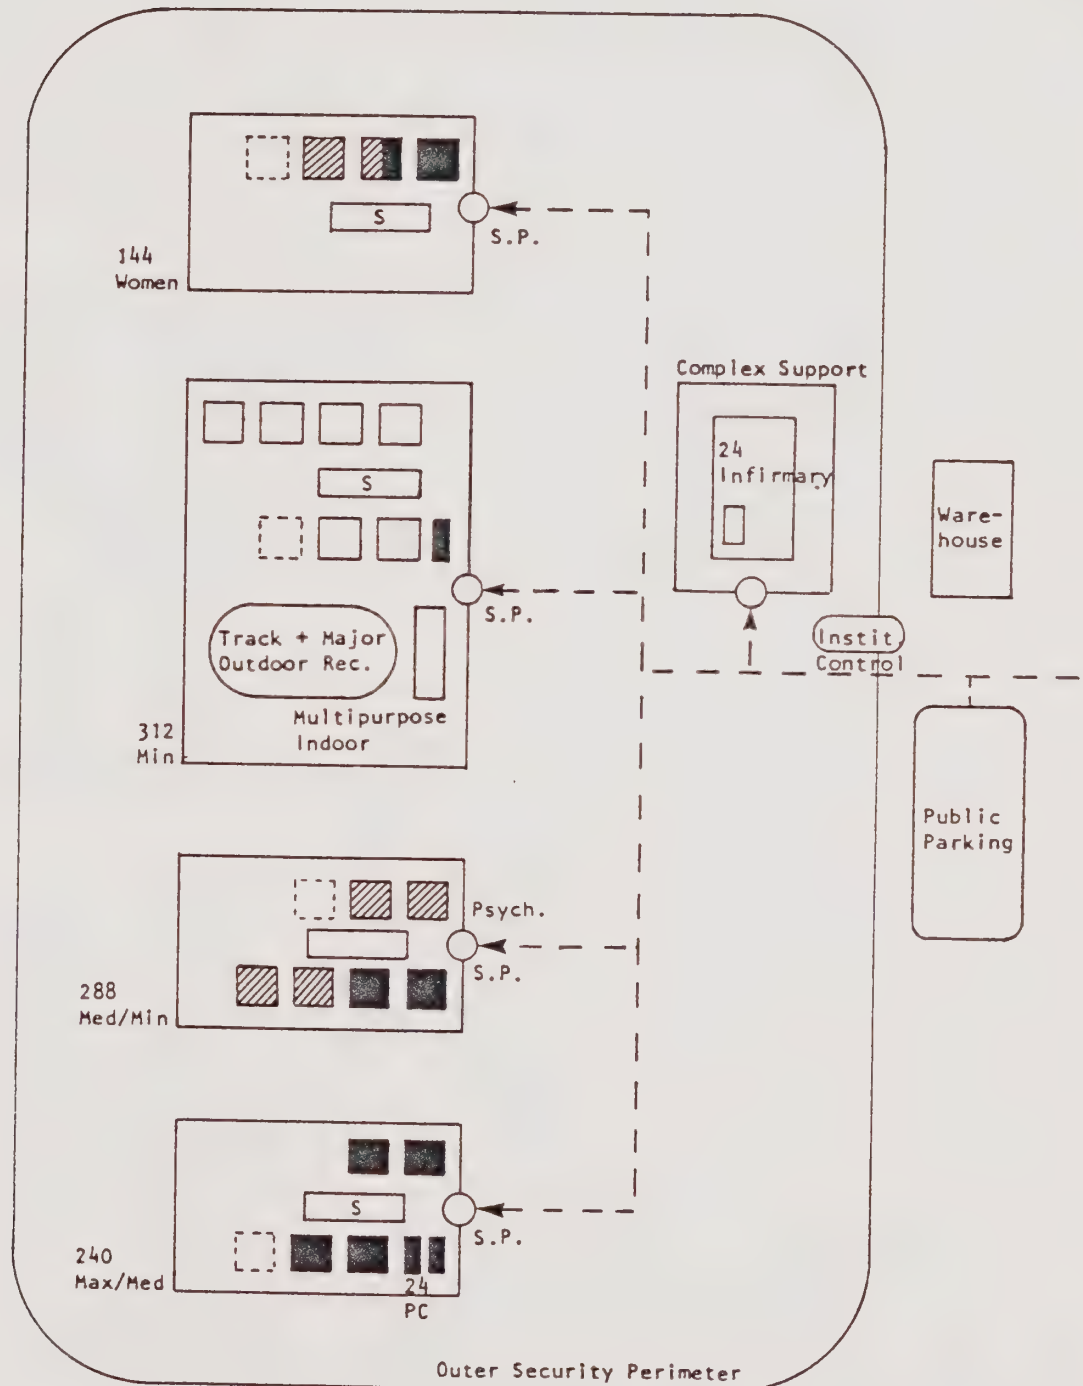 S
S.P.
144
Women
Complex Support
24
Infirmary
S
Ware-
house
S.P.
Instit.
Control
Track + Major
Outdoor Rec.
Multipurpose
Indoor
312
Min
Public
Parking
Psych.
S.P.
288
Med/Min
S
S.P.
240
Max/Med
24
PC
Outer Security Perimeter